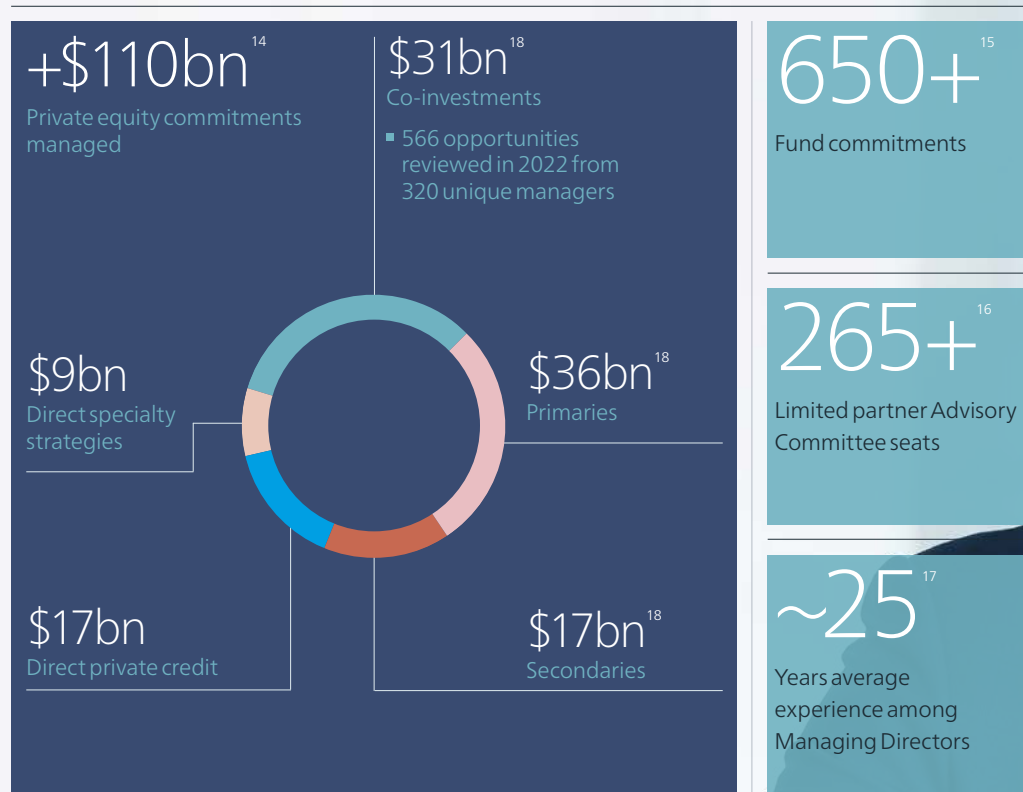 +$110bn14
Private equity commitments
managed
$31bn18
Co-investments
▪ 566 opportunities
reviewed in 2022 from
320 unique managers
$9bn
Direct specialty
strategies
$36bn18
Primaries
$17bn
Direct private credit
$17bn18
Secondaries
650+15
Fund commitments
265+16
Limited partner Advisory
Committee seats
~2517
Years average
experience among
Managing Directors